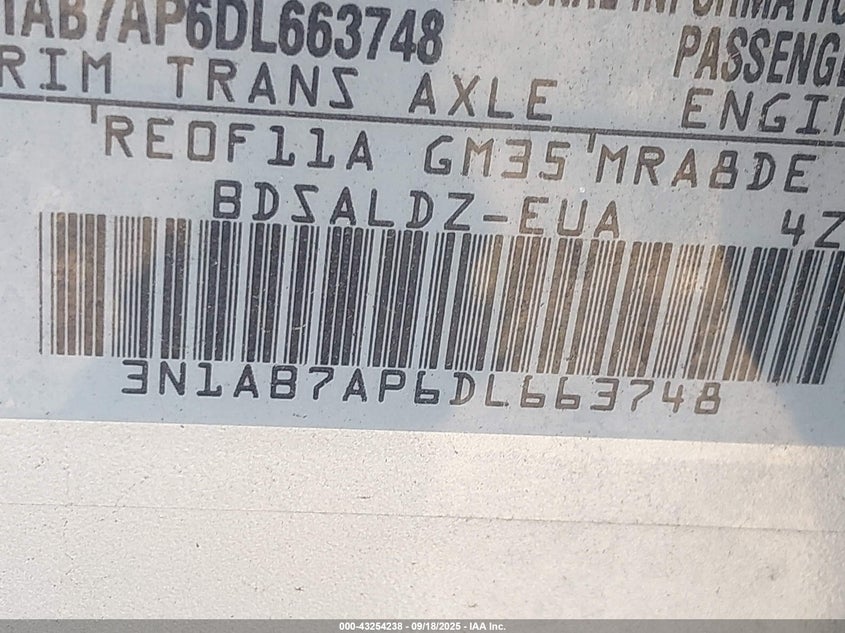 1AB7AP6DL663748
RIM TRANS AXLE ENGI
PASSENGE
RE0F11A GM35 MRA8DE
BDSALDZ-EUA 4Z
3N1AB7AP6DL663748
000-43254238 - 09/18/2025 - IAA Inc.